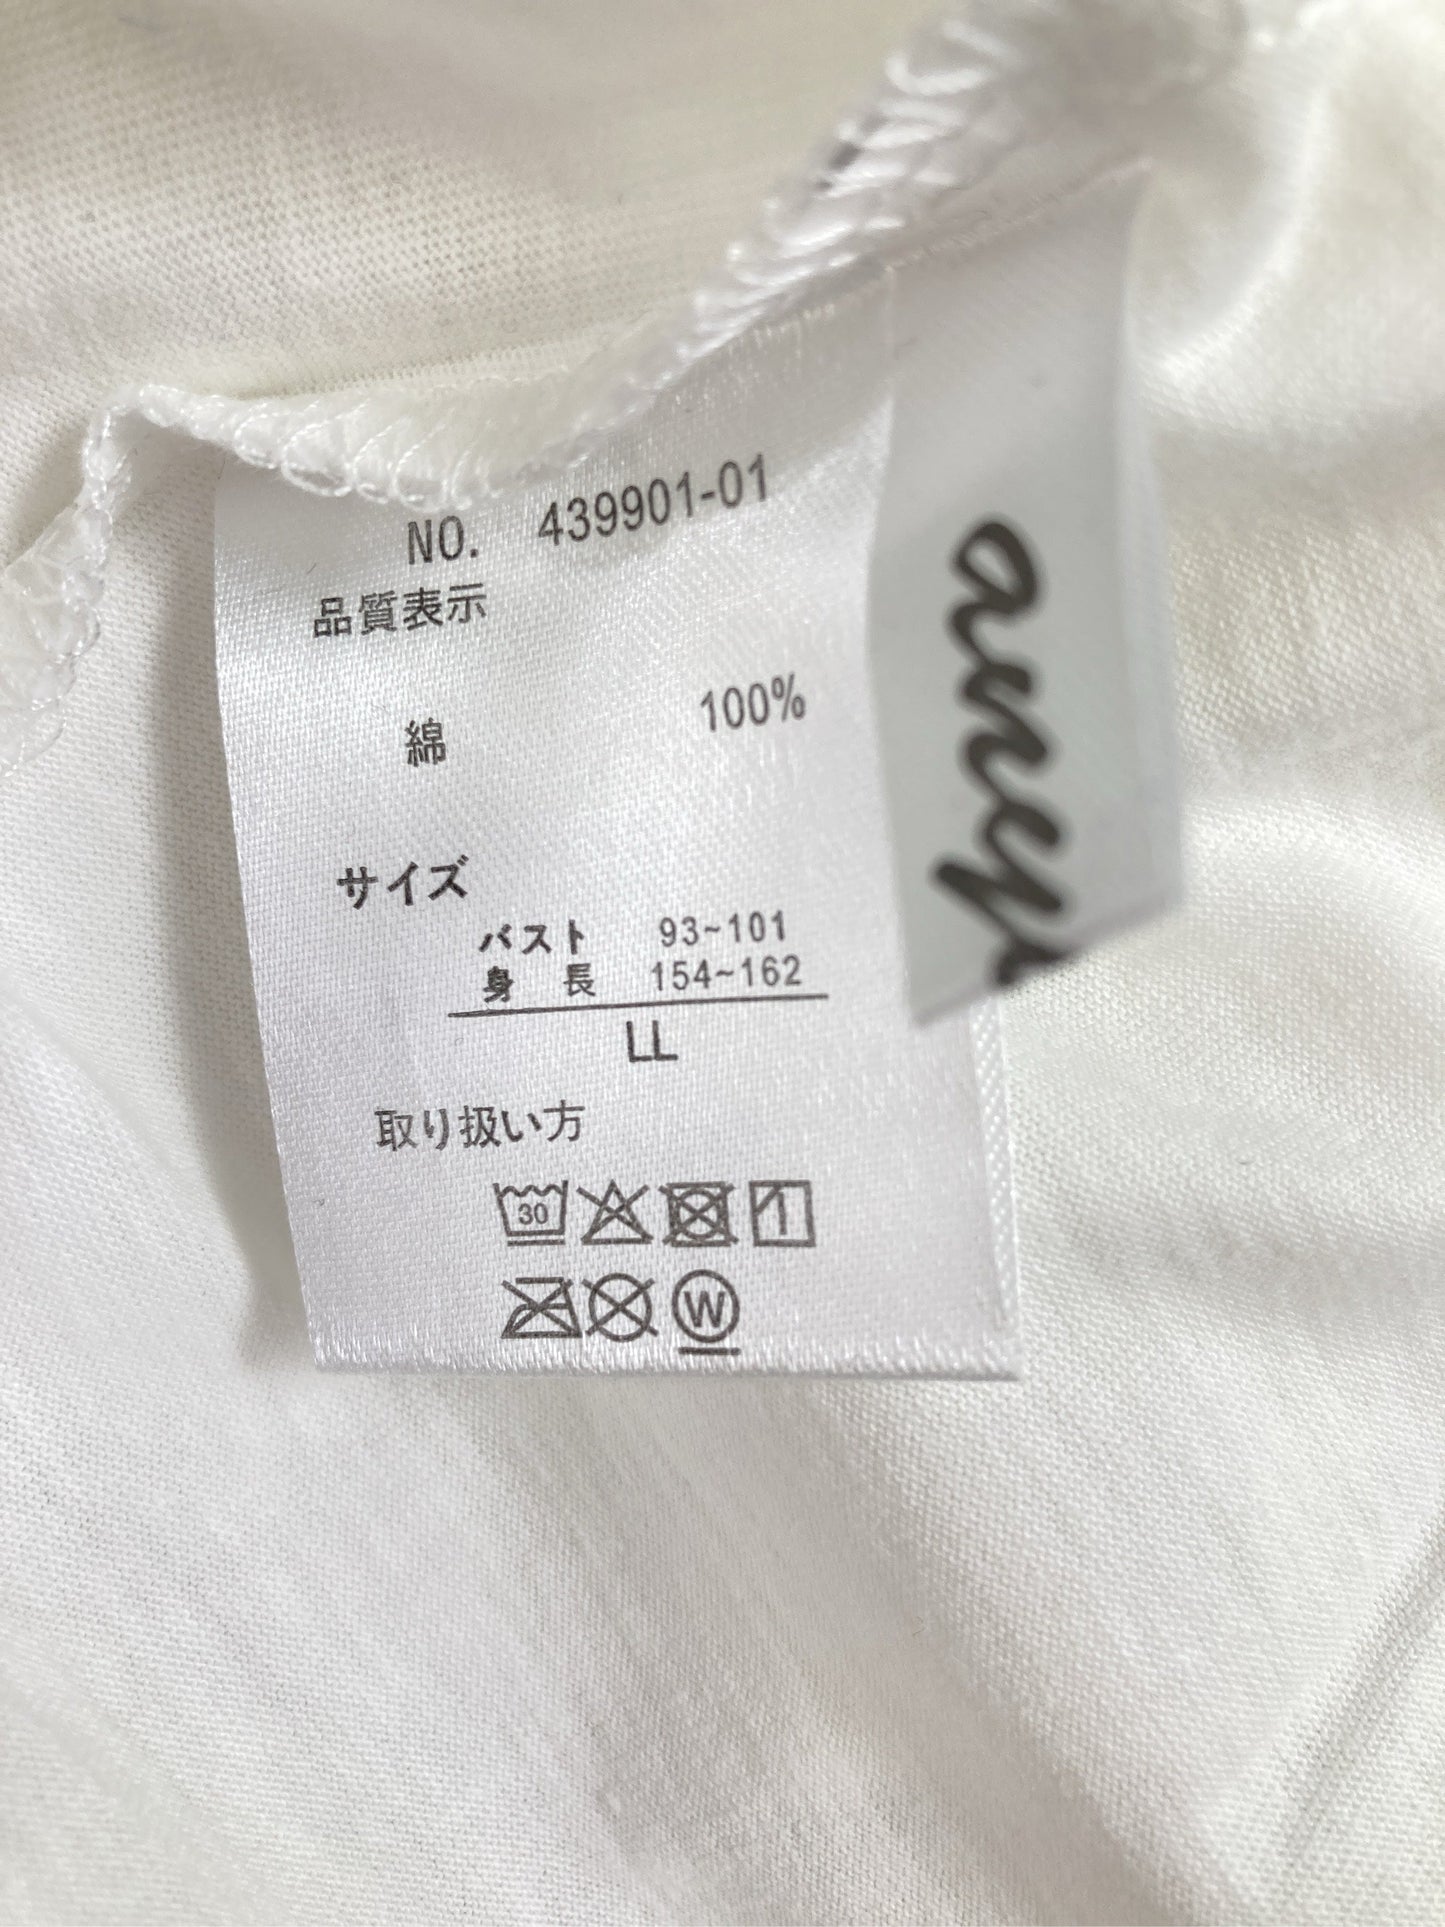 NO. 439901-01
品質表示
綿 100%
サイズ
バスト 93~101
身 長 154~162
LL
取り扱い方
30
W